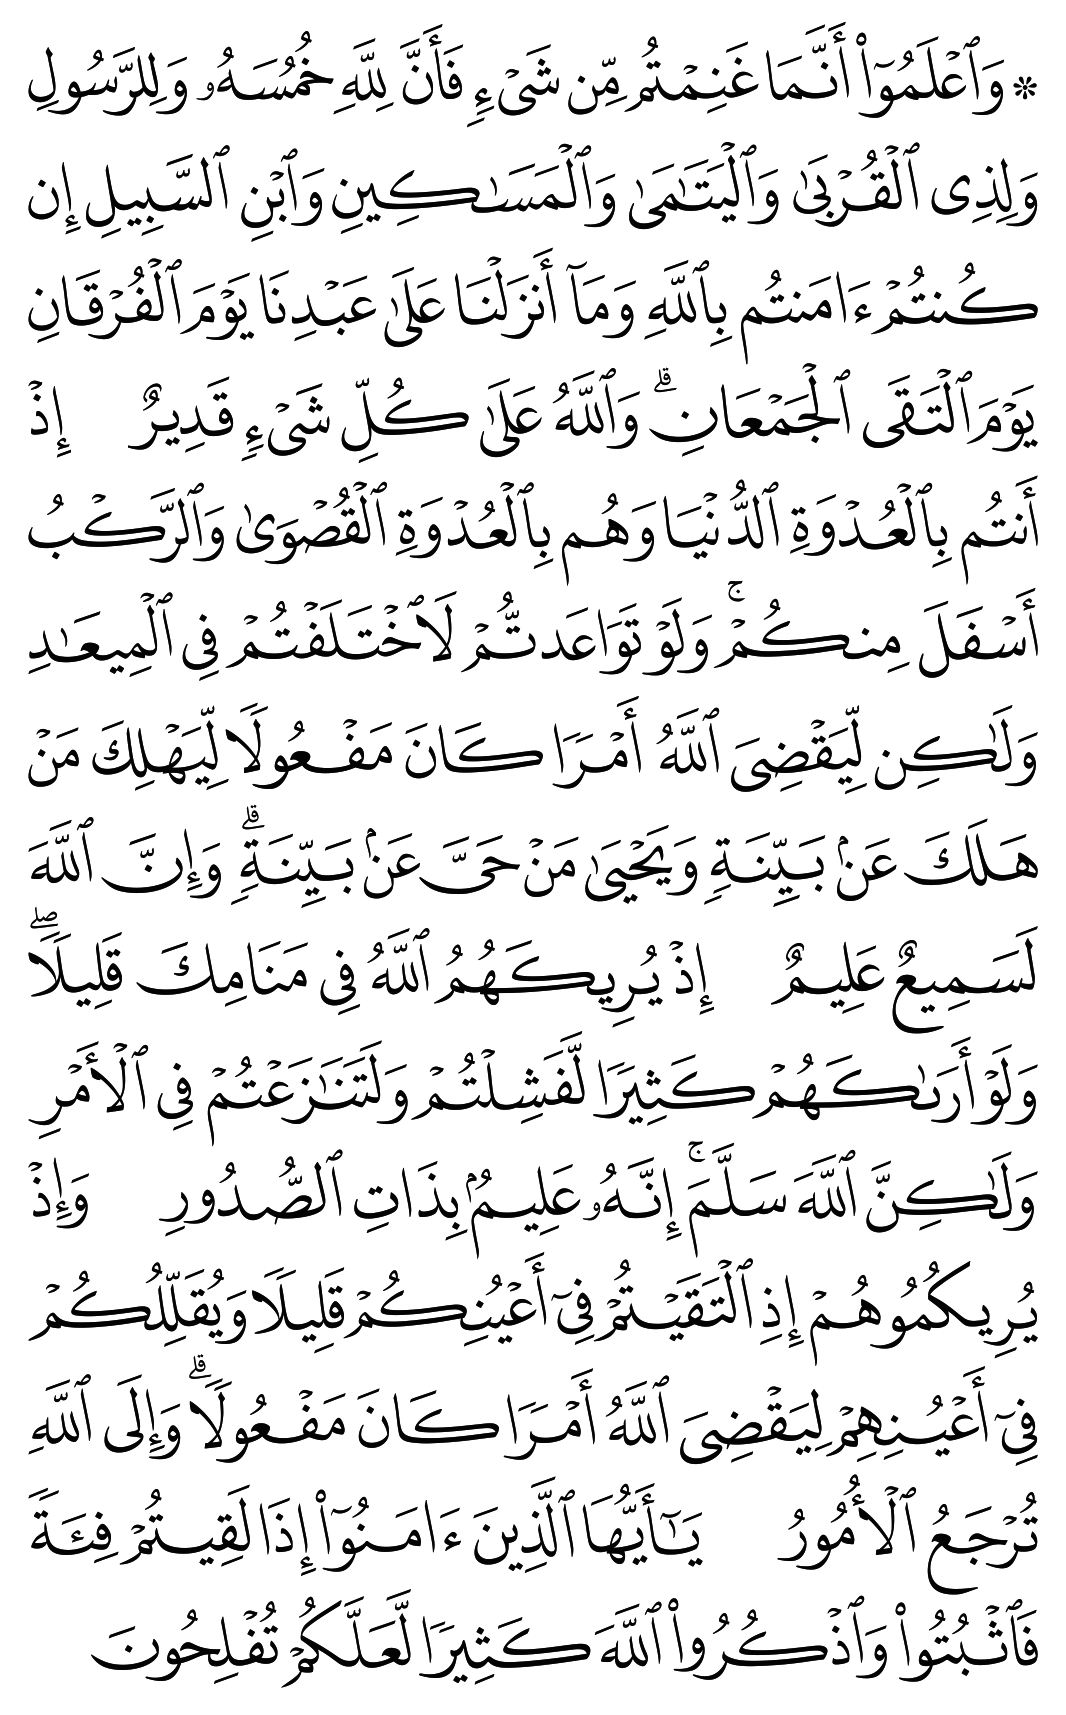 * وَٱعۡلَمُوٓاْ أَنَّمَا غَنِمۡتُم مِّن شَيۡءٖ فَأَنَّ لِلَّهِ خُمُسَهُۥ وَلِلرَّسُولِ
وَلِذِي ٱلۡقُرۡبَىٰ وَٱلۡيَتَٰمَىٰ وَٱلۡمَسَٰكِينِ وَٱبۡنِ ٱلسَّبِيلِ إِن
كُنتُمۡ ءَامَنتُم بِٱللَّهِ وَمَآ أَنزَلۡنَا عَلَىٰ عَبۡدِنَا يَوۡمَ ٱلۡفُرۡقَانِ
يَوۡمَ ٱلۡتَقَى ٱلۡجَمۡعَانِۗ وَٱللَّهُ عَلَىٰ كُلِّ شَيۡءٖ قَدِيرٌ إِذۡ
أَنتُم بِٱلۡعُدۡوَةِ ٱلدُّنۡيَا وَهُم بِٱلۡعُدۡوَةِ ٱلۡقُصۡوَىٰ وَٱلرَّكۡبُ
أَسۡفَلَ مِنكُمۡۚ وَلَوۡ تَوَاعَدتُّمۡ لَٱخۡتَلَفۡتُمۡ فِي ٱلۡمِيعَٰدِ
وَلَٰكِن لِّيَقۡضِيَ ٱللَّهُ أَمۡرٗا كَانَ مَفۡعُولٗا لِّيَهۡلِكَ مَنۡ
هَلَكَ عَنۢ بَيِّنَةٖ وَيَحۡيَىٰ مَنۡ حَيَّ عَنۢ بَيِّنَةٖۗ وَإِنَّ ٱللَّهَ
لَسَمِيعٌ عَلِيمٌ إِذۡ يُرِيكَهُمُ ٱللَّهُ فِي مَنَامِكَ قَلِيلٗاۖ
وَلَوۡ أَرَىٰكَهُمۡ كَثِيرٗا لَّفَشِلۡتُمۡ وَلَتَنَٰزَعۡتُمۡ فِي ٱلۡأَمۡرِ
وَلَٰكِنَّ ٱللَّهَ سَلَّمَۚ إِنَّهُۥ عَلِيمُۢ بِذَاتِ ٱلصُّدُورِ وَإِذۡ
يُرِيكُمُوهُمۡ إِذِ ٱلۡتَقَيۡتُمۡ فِيٓ أَعۡيُنِكُمۡ قَلِيلٗا وَيُقَلِّلُكُمۡ
فِيٓ أَعۡيُنِهِمۡ لِيَقۡضِيَ ٱللَّهُ أَمۡرٗا كَانَ مَفۡعُولٗاۗ وَإِلَى ٱللَّهِ
تُرۡجَعُ ٱلۡأُمُورُ يَٰٓأَيُّهَا ٱلَّذِينَ ءَامَنُوٓاْ إِذَا لَقِيتُمۡ فِئَةٗ
فَٱثۡبُتُواْ وَٱذۡكُرُواْ ٱللَّهَ كَثِيرٗا لَّعَلَّكُمۡ تُفۡلِحُونَ